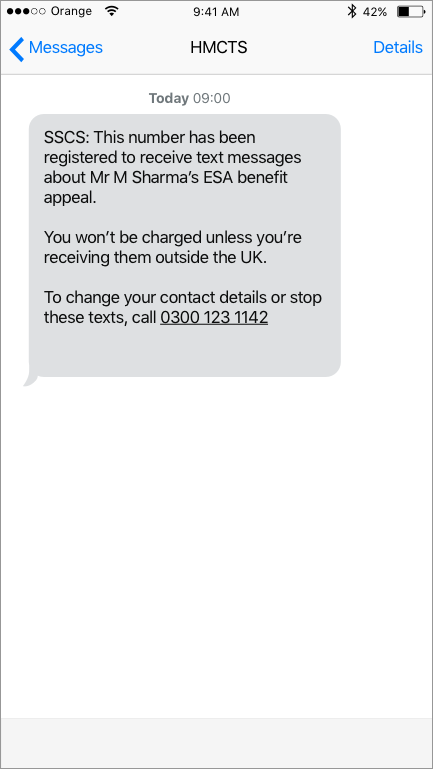 Orange 9:41 AM 42%
Messages HMCTS Details
Today 09:00
SSCS: This number has been
registered to receive text messages
about Mr M Sharma’s ESA benefit
appeal.
You won’t be charged unless you’re
receiving them outside the UK.
To change your contact details or stop
these texts, call 0300 123 1142